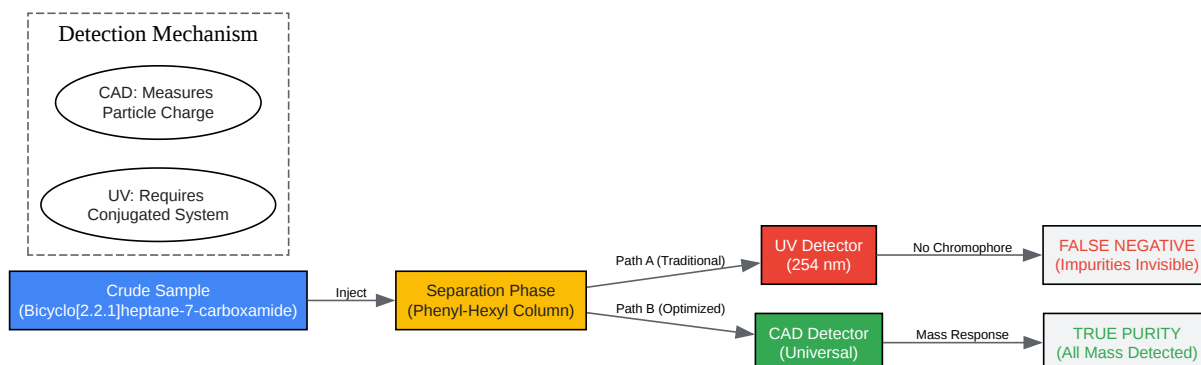 Detection Mechanism
CAD: Measures
Particle Charge
UV: Requires
Conjugated System
Crude Sample
(Bicyclo[2.2.1]heptane-7-carboxamide)
Inject
Separation Phase
(Phenyl-Hexyl Column)
Path A (Traditional)
UV Detector
(254 nm)
No Chromophore
FALSE NEGATIVE
(Impurities Invisible)
Path B (Optimized)
CAD Detector
(Universal)
Mass Response
TRUE PURITY
(All Mass Detected)